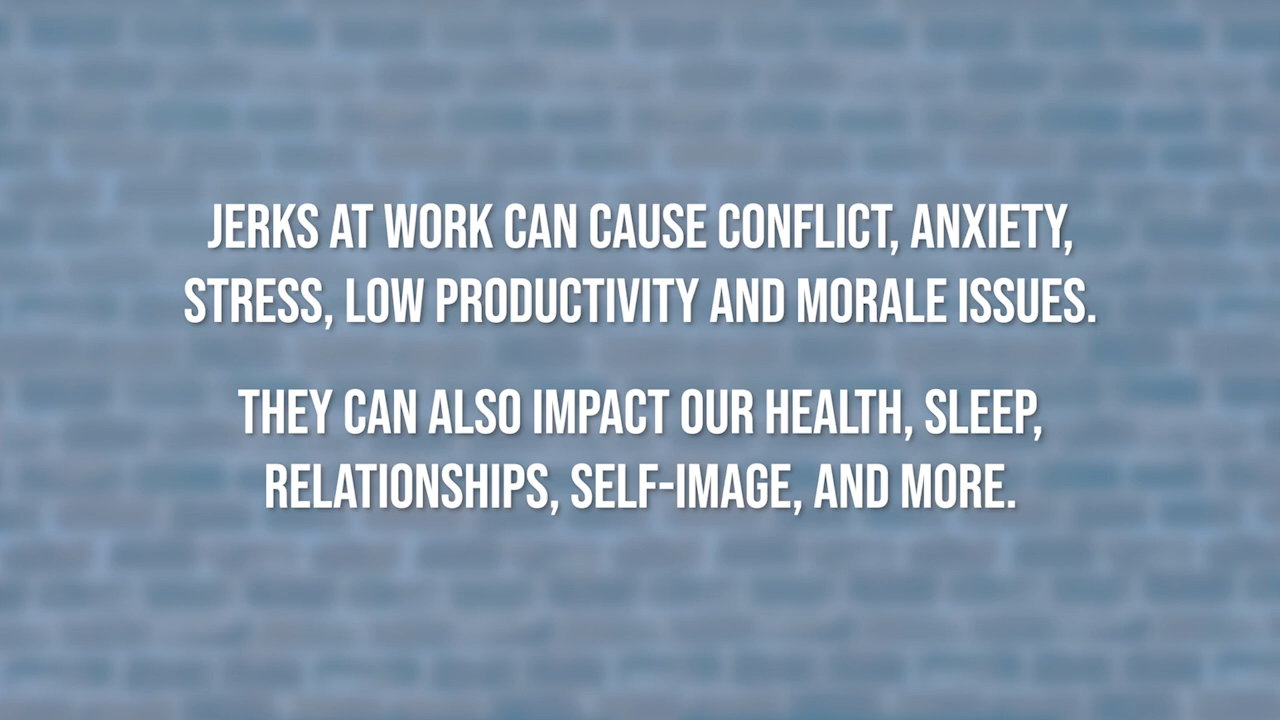 JERKS AT WORK CAN CAUSE CONFLICT, ANXIETY,
STRESS, LOW PRODUCTIVITY AND MORALE ISSUES.
THEY CAN ALSO IMPACT OUR HEALTH, SLEEP,
RELATIONSHIPS, SELF-IMAGE, AND MORE.